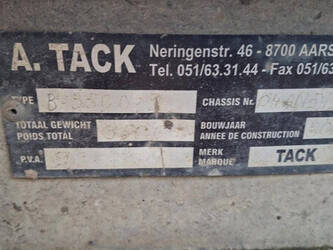 A. TACK Neringenstr. 46 - 8700 AARS
Tel. 051/63.31.44 - Fax 051/63
TYPE CHASSIS Nr.
TOTAAL GEWICHT BOUWJAAR
POIDS TOTAL ANNEE DE CONSTRUCTION
P.V.A. MERK TACK
MARQUE